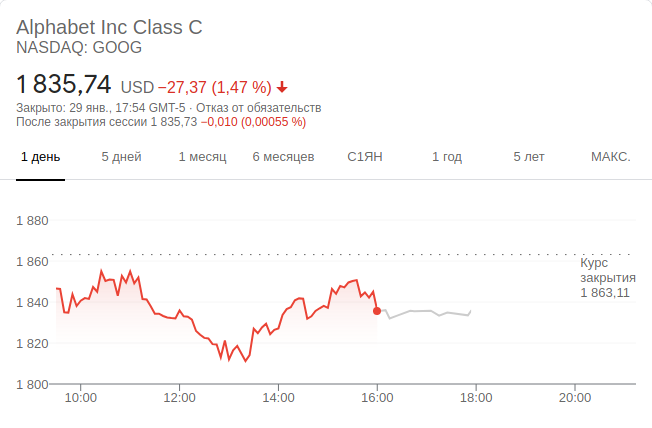 Alphabet Inc Class C
NASDAQ: GOOG
1 835,74 USD −27,37 (1,47 %)
Закрыто: 29 янв., 17:54 GMT-5 · Отказ от обязательств
После закрытия сессии 1 835,73 −0,010 (0,00055 %)
1 день 5 дней 1 месяц 6 месяцев С1ЯН 1 год 5 лет МАКС.
1 880
1 860
Курс
закрытия
1 863,11
1 840
1 820
1 800
10:00 12:00 14:00 16:00 18:00 20:00